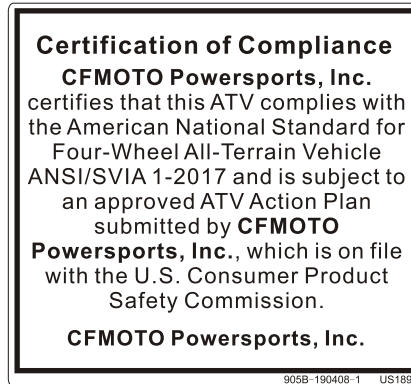 Certification of Compliance
CFMOTO Powersports, Inc.
certifies that this ATV complies with
the American National Standard for
Four-Wheel All-Terrain Vehicle
ANSI/SVIA 1-2017 and is subject to
an approved ATV Action Plan
submitted by CFMOTO
Powersports, Inc., which is on file
with the U.S. Consumer Product
Safety Commission.
CFMOTO Powersports, Inc.
905B-190408-1 US189